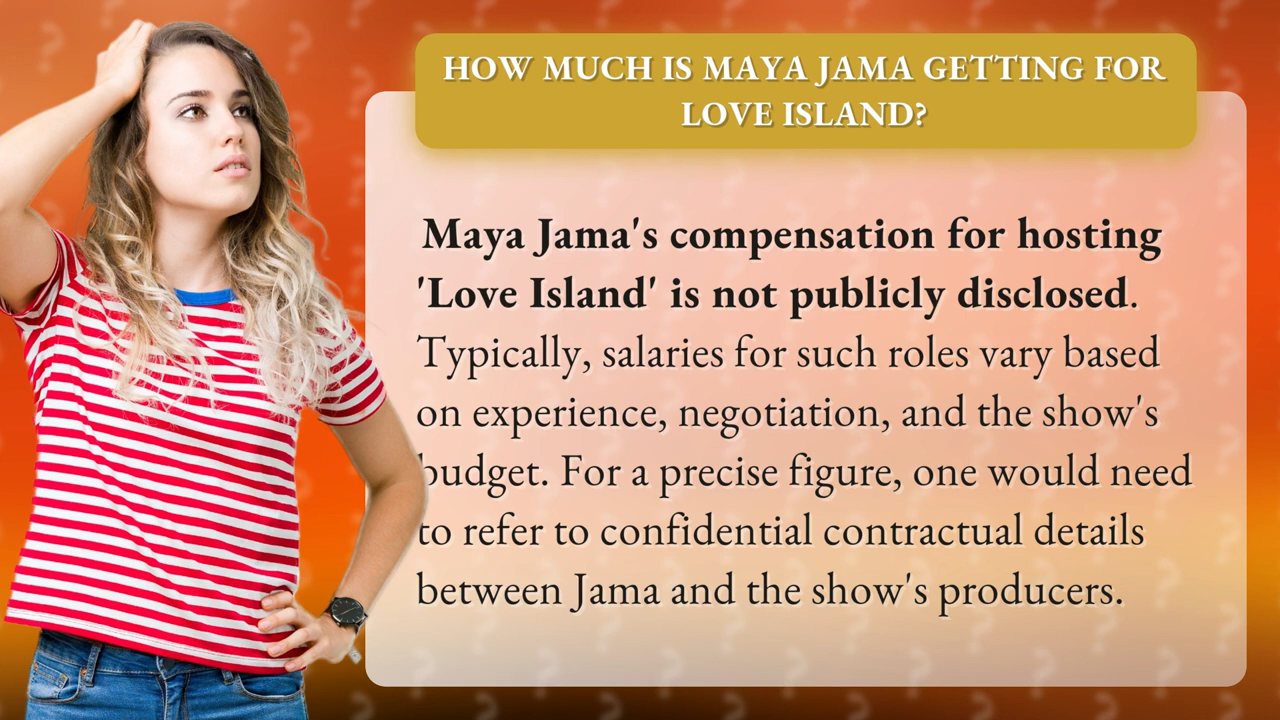 HOW MUCH IS MAYA JAMA GETTING FOR
LOVE ISLAND?
Maya Jama's compensation for hosting
'Love Island' is not publicly disclosed.
Typically, salaries for such roles vary based
on experience, negotiation, and the show's
budget. For a precise figure, one would need
to refer to confidential contractual details
between Jama and the show's producers.